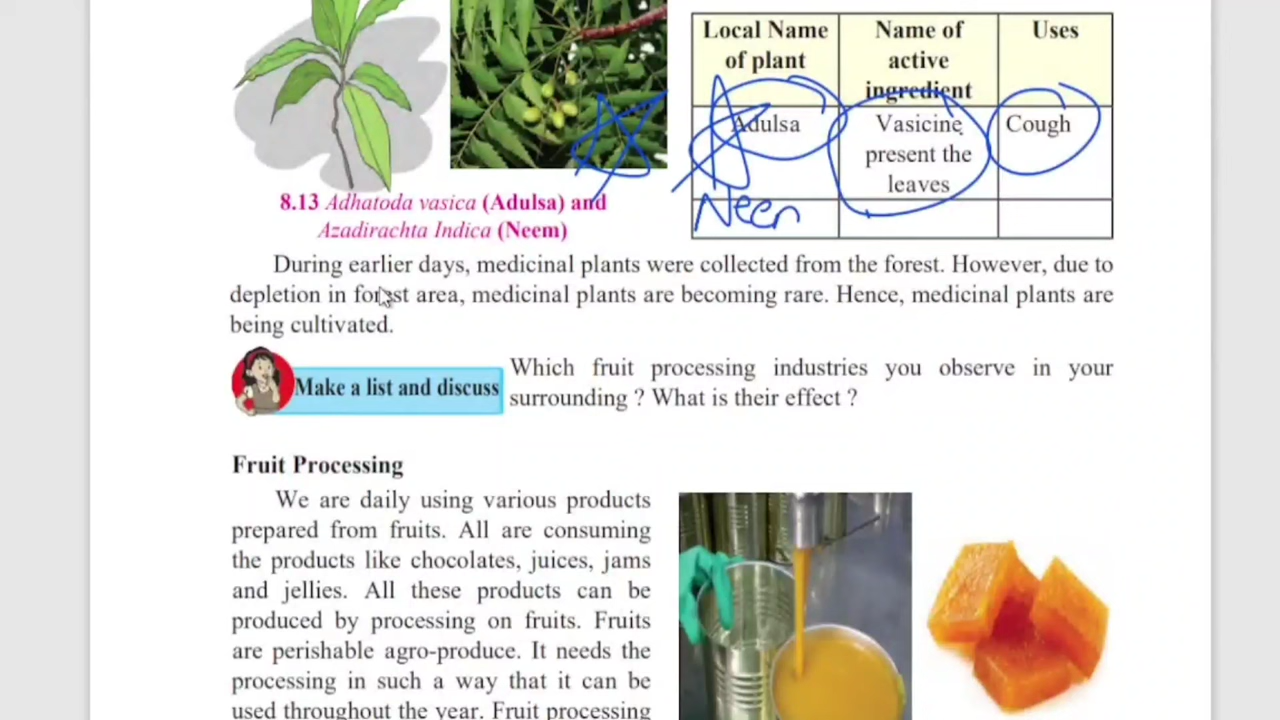 Local Name of plant
Name of active ingredient
Uses
Adulsa
Vasicine present the leaves
Cough
Neen
8.13 Adhatoda vasica (Adulsa) and
Azadirachta Indica (Neem)
During earlier days, medicinal plants were collected from the forest. However, due to
depletion in forest area, medicinal plants are becoming rare. Hence, medicinal plants are
being cultivated.
Make a list and discuss
Which fruit processing industries you observe in your
surrounding ? What is their effect ?
Fruit Processing
We are daily using various products
prepared from fruits. All are consuming
the products like chocolates, juices, jams
and jellies. All these products can be
produced by processing on fruits. Fruits
are perishable agro-produce. It needs the
processing in such a way that it can be
used throughout the year. Fruit processing